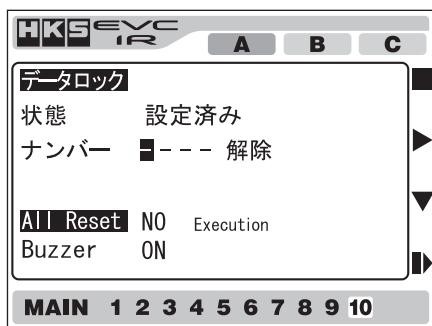 HKS EVC
IR
A B C
データロック
状態 設定済み
ナンバー ---- 解除
All Reset NO Execution
Buzzer ON
MAIN 1 2 3 4 5 6 7 8 9 10